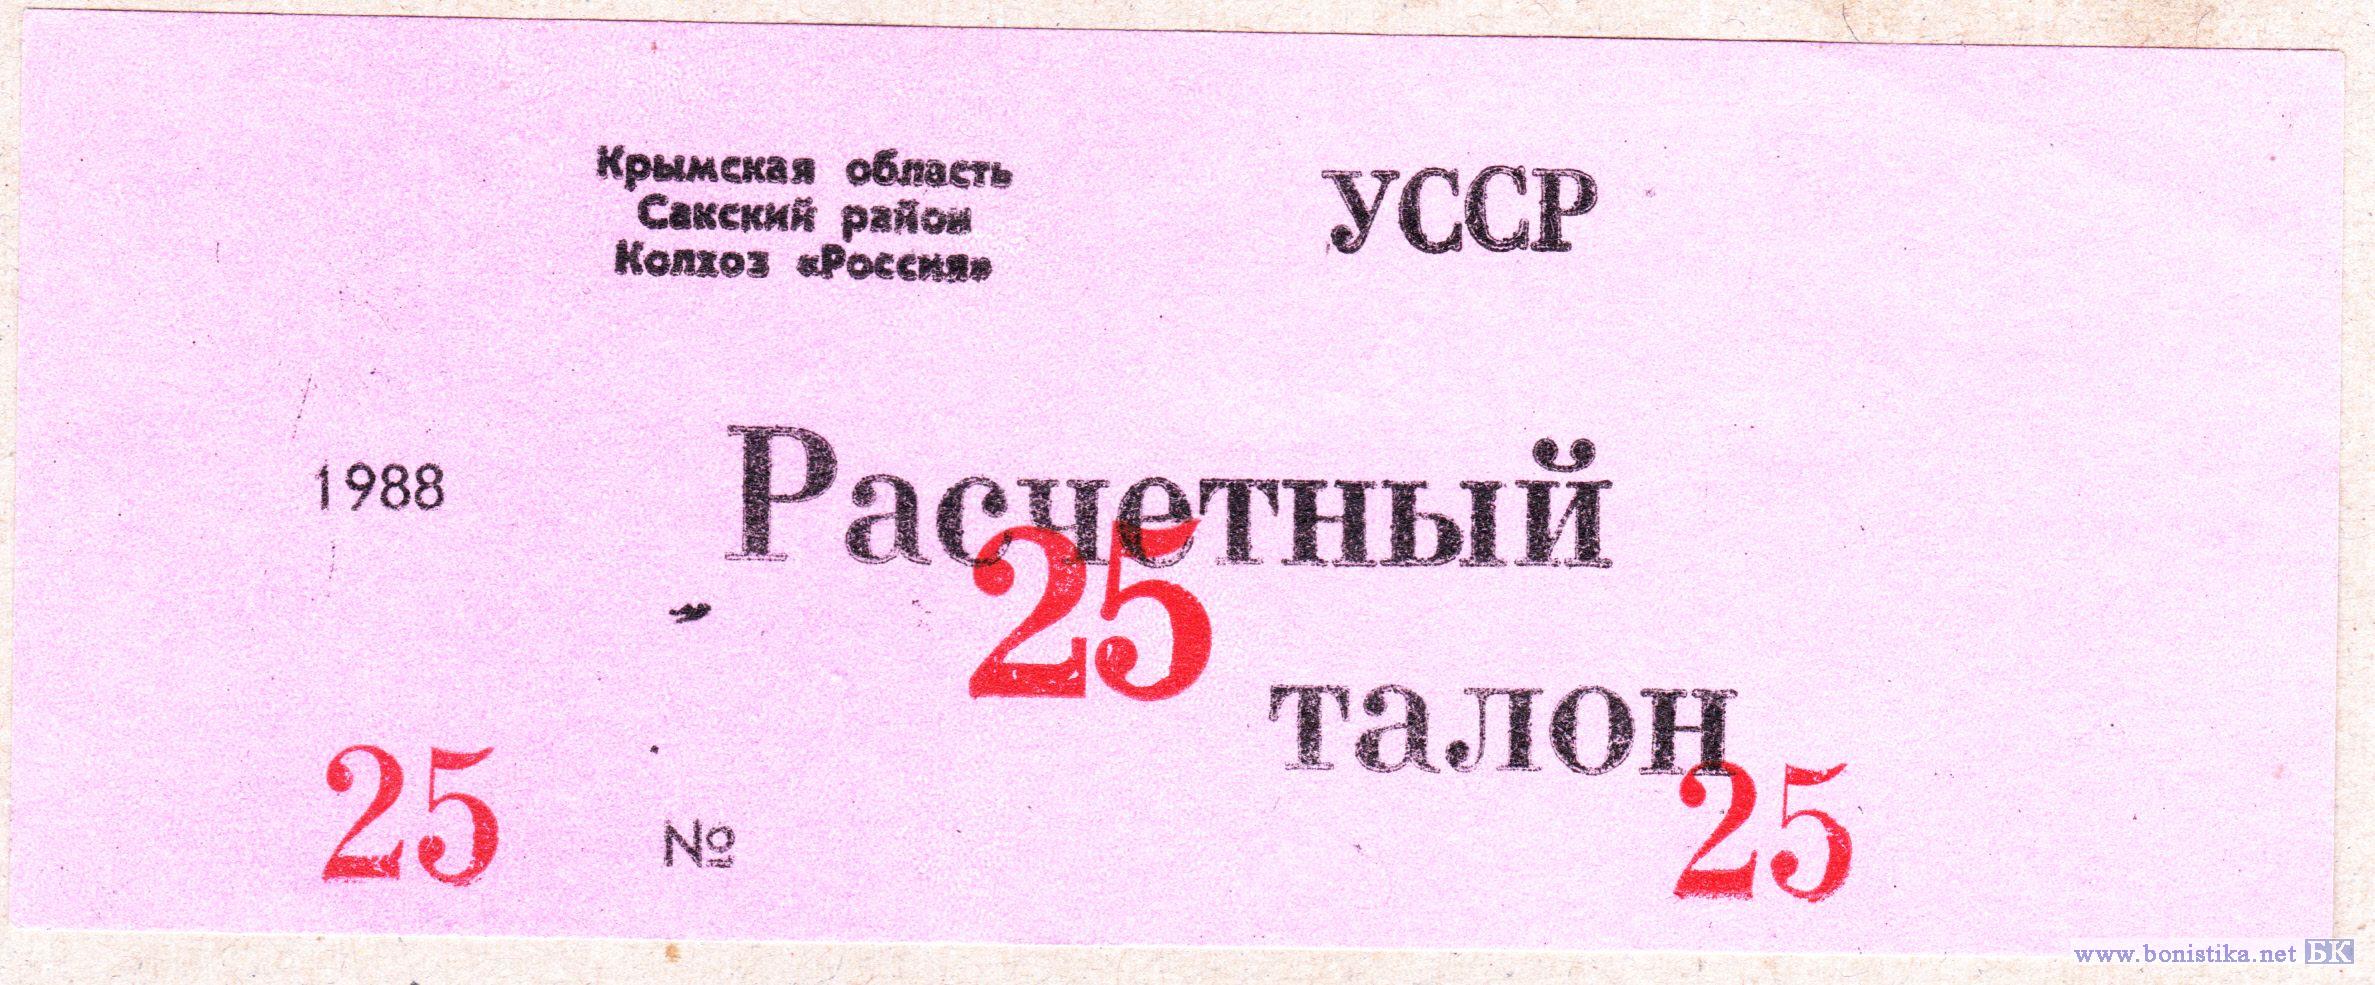 Крымская область
Сакский район
Колхоз «Россия»
УССР
1988
Расчетный
25
талон
25
№
25
www.bonistika.net БК